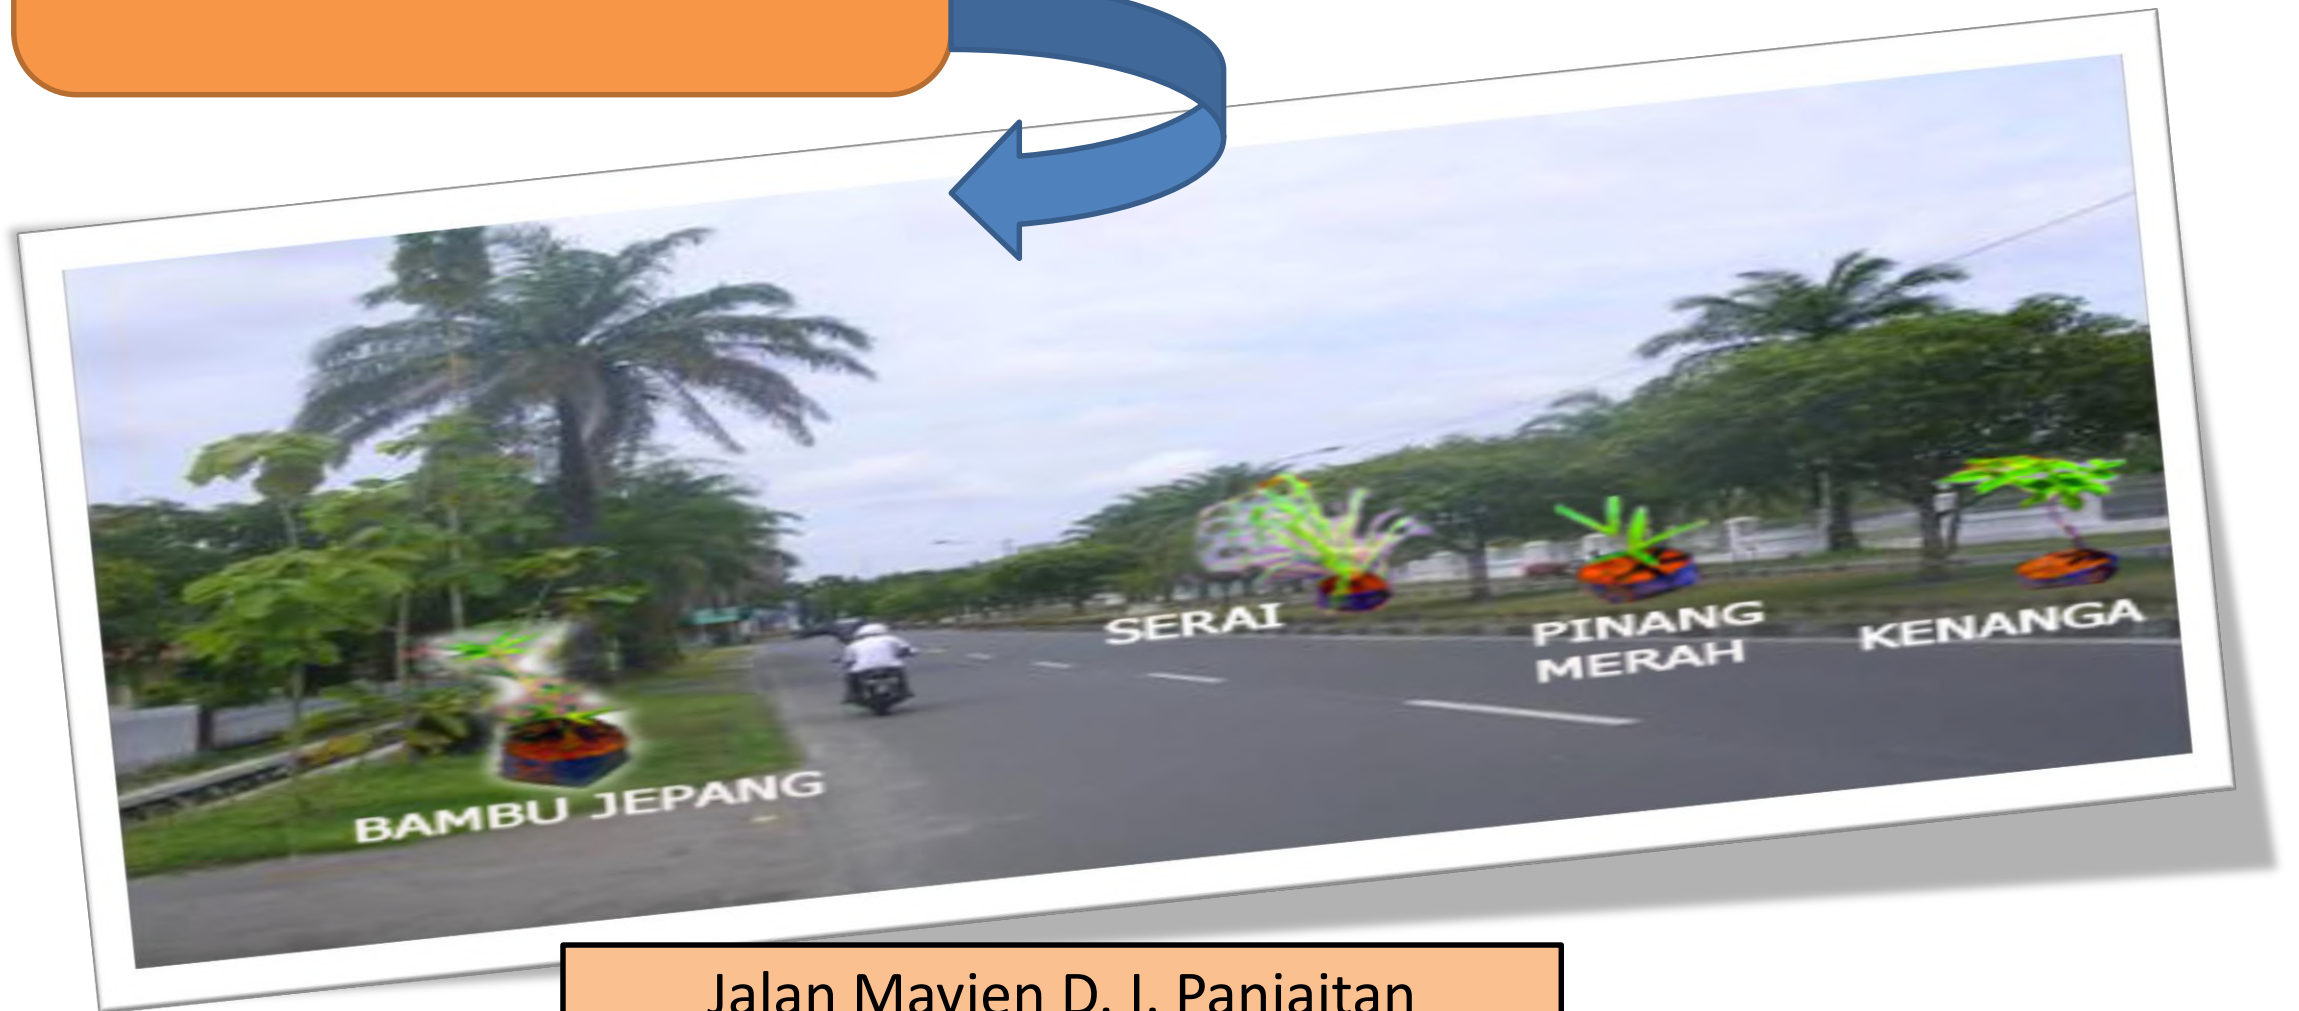 SERAI
PINANG
MERAH
KENANGA
BAMBU JEPANG
Jalan Mayjen D. I. Panjaitan